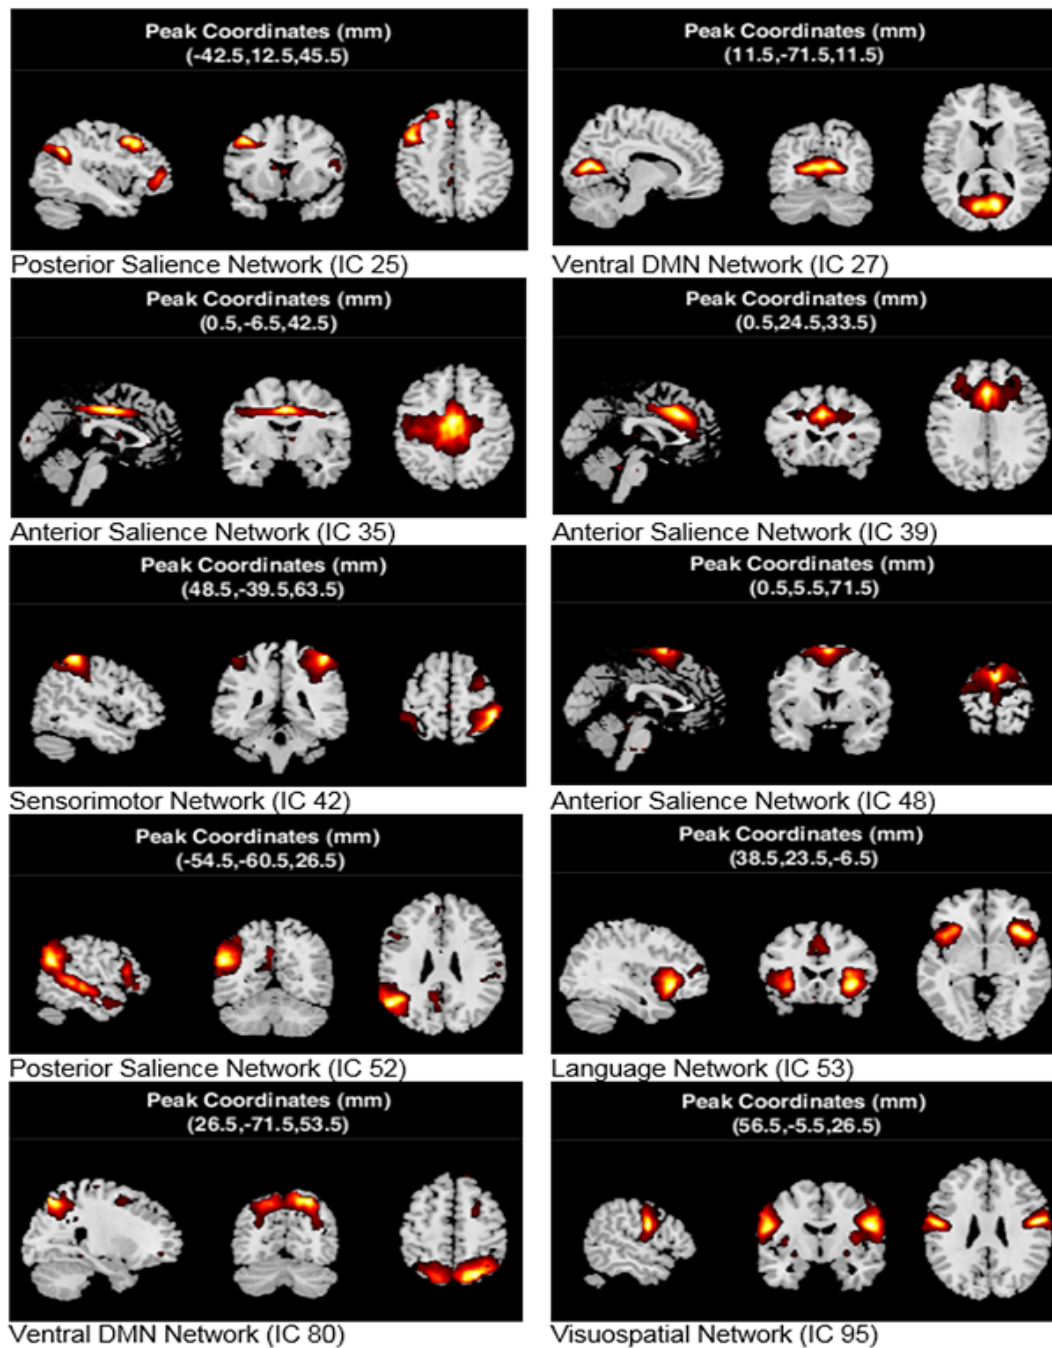 Peak Coordinates (mm)
(-42.5,12.5,45.5)
Posterior Salience Network (IC 25)
Peak Coordinates (mm)
(11.5,-71.5,11.5)
Ventral DMN Network (IC 27)
Peak Coordinates (mm)
(0.5,-6.5,42.5)
Anterior Salience Network (IC 35)
Peak Coordinates (mm)
(0.5,24.5,33.5)
Anterior Salience Network (IC 39)
Peak Coordinates (mm)
(48.5,-39.5,63.5)
Sensorimotor Network (IC 42)
Peak Coordinates (mm)
(0.5,5.5,71.5)
Anterior Salience Network (IC 48)
Peak Coordinates (mm)
(-54.5,-60.5,26.5)
Posterior Salience Network (IC 52)
Peak Coordinates (mm)
(38.5,23.5,-6.5)
Language Network (IC 53)
Peak Coordinates (mm)
(26.5,-71.5,53.5)
Ventral DMN Network (IC 80)
Peak Coordinates (mm)
(56.5,-5.5,26.5)
Visuospatial Network (IC 95)